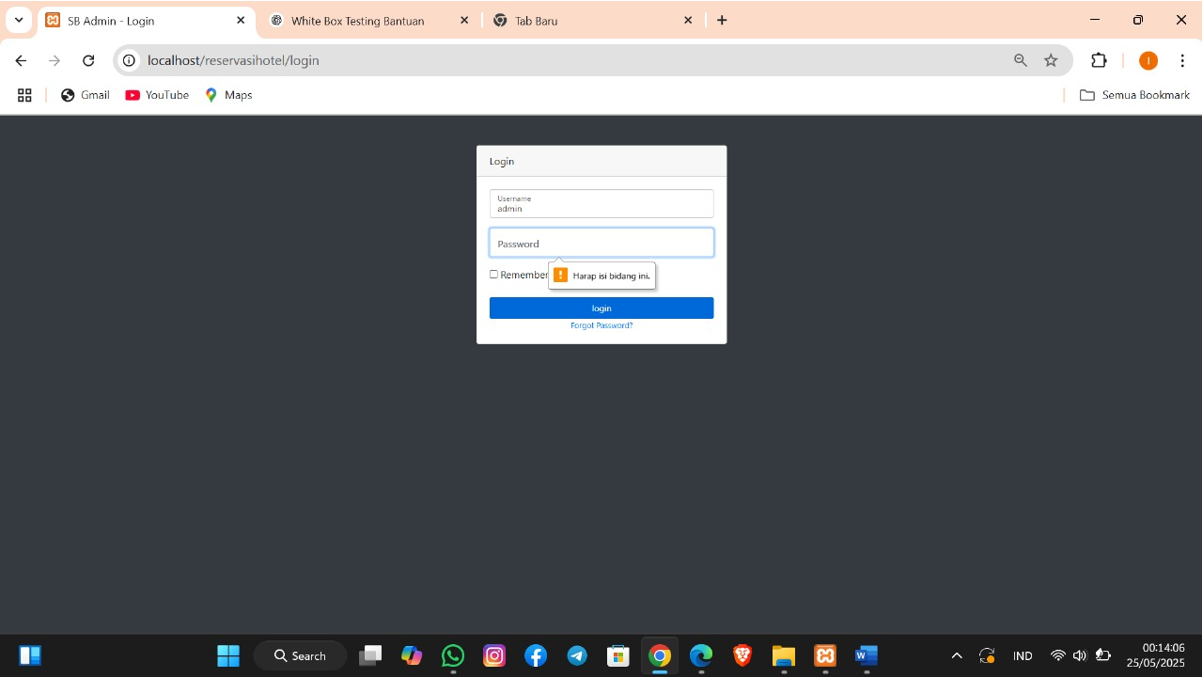 SB Admin - Login
White Box Testing Bantuan
Tab Baru
localhost/reservasihotel/login
I
Gmail
YouTube
Maps
Semua Bookmark
Login
Username
admin
Password
Remember
Harap isi bidang ini.
login
Forgot Password?
Search
IND
00:14:06
25/05/2025